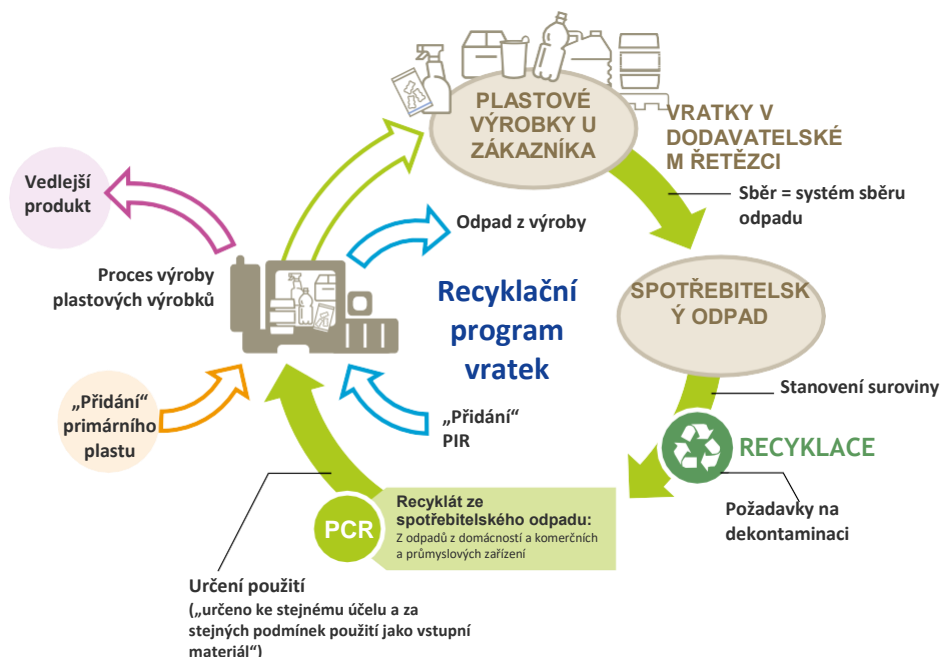 PLASTOVÉ
VÝROBKY U
ZÁKAZNÍKA
VRATKY V
DODAVATELSKÉ
M ŘETĚZCI
Sběr = systém sběru
odpadu
Vedlejší
produkt
Odpad z výroby
Proces výroby
plastových výrobků
Recyklační
program
vratek
SPOTŘEBITELSK
Ý ODPAD
Stanovení suroviny
„Přidání“
primárního
plastu
„Přidání“
PIR
RECYKLACE
Požadavky na
dekontaminaci
PCR
Recyklát ze
spotřebitelského odpadu:
Z odpadů z domácností a komerčních
a průmyslových zařízení
Určení použití
(„určeno ke stejnému účelu a za
stejných podmínek použití jako vstupní
materiál“)